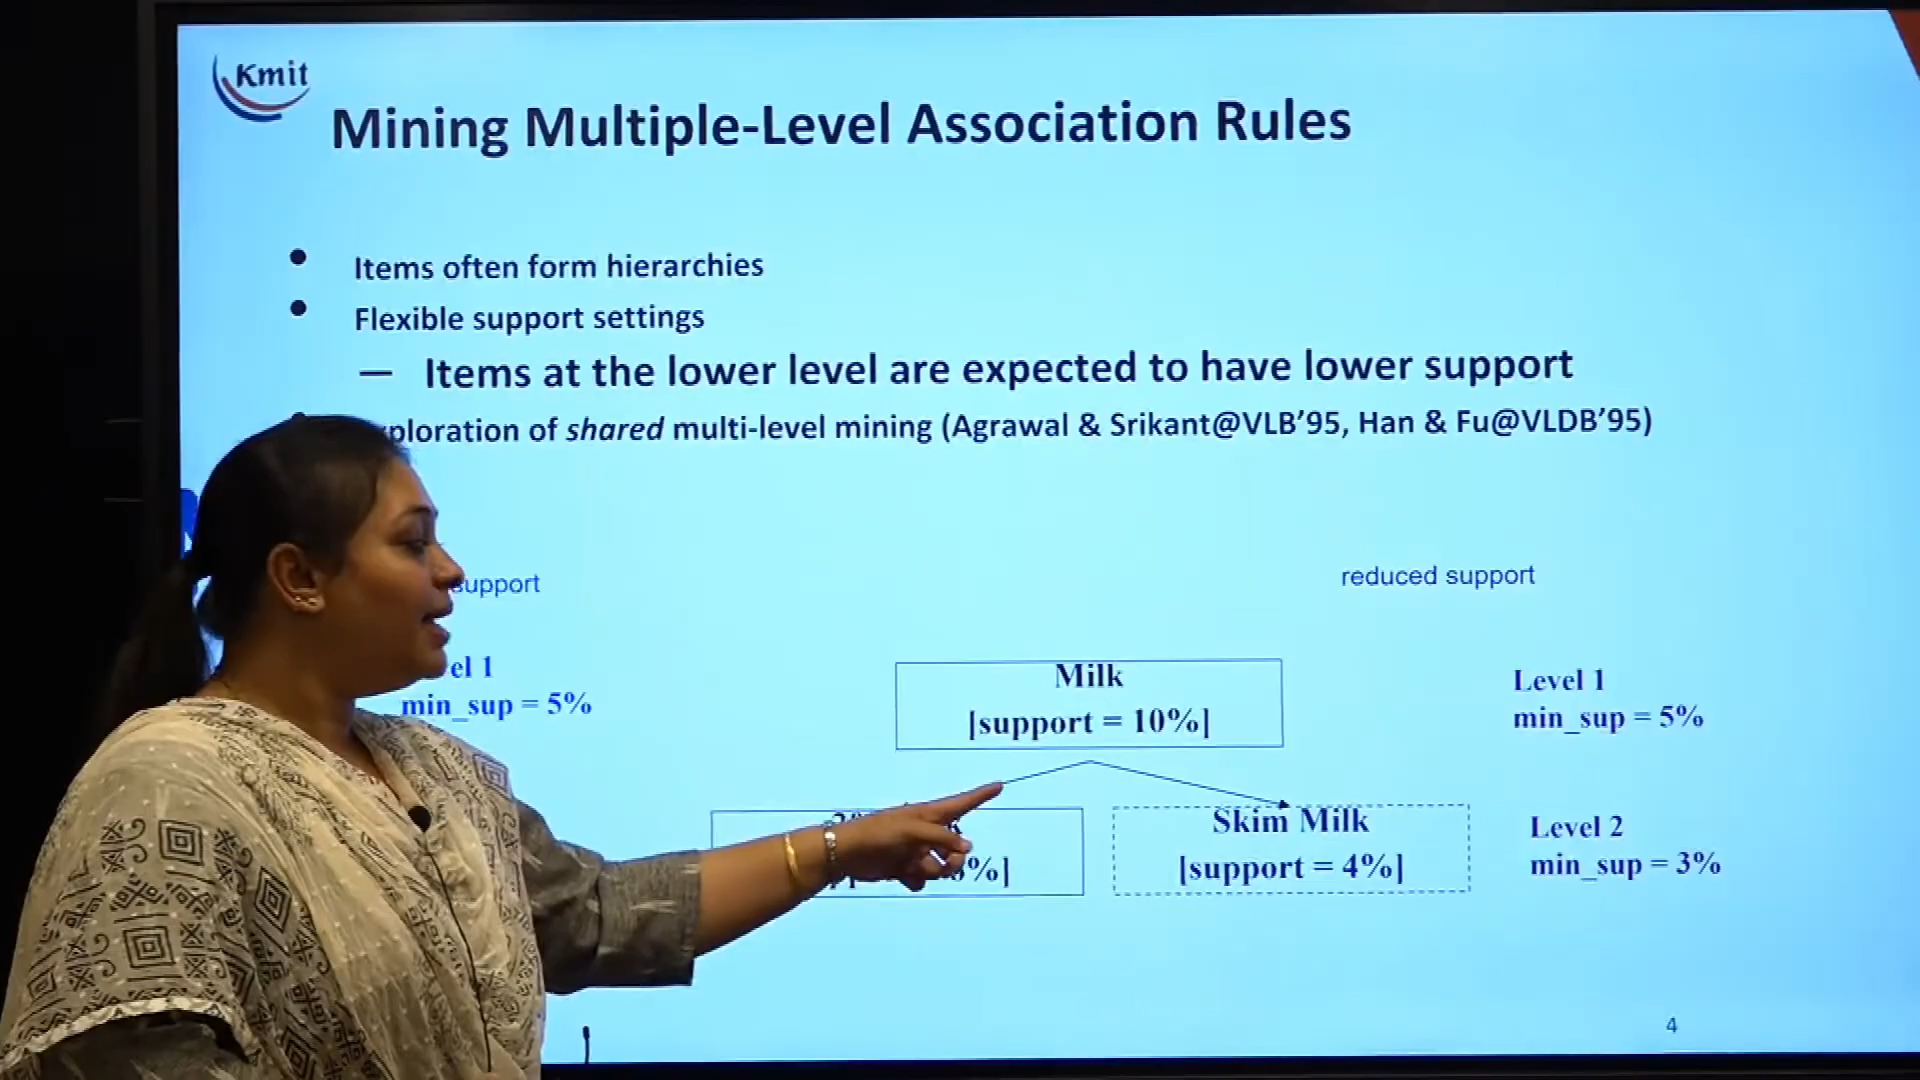 Kmit
Mining Multiple-Level Association Rules
• Items often form hierarchies
• Flexible support settings
— Items at the lower level are expected to have lower support
ploration of shared multi-level mining (Agrawal & Srikant@VLB’95, Han & Fu@VLDB’95)
support
reduced support
el 1
min_sup = 5%
Milk
[support = 10%]
Level 1
min_sup = 5%
%]
Skim Milk
[support = 4%]
Level 2
min_sup = 3%
4